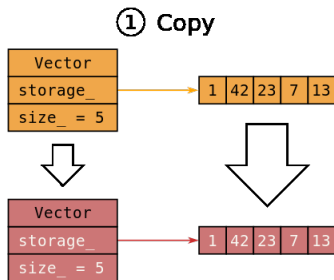 ① Copy
Vector
storage_
size_ = 5
1 42 23 7 13
Vector
storage_
size_ = 5
1 42 23 7 13